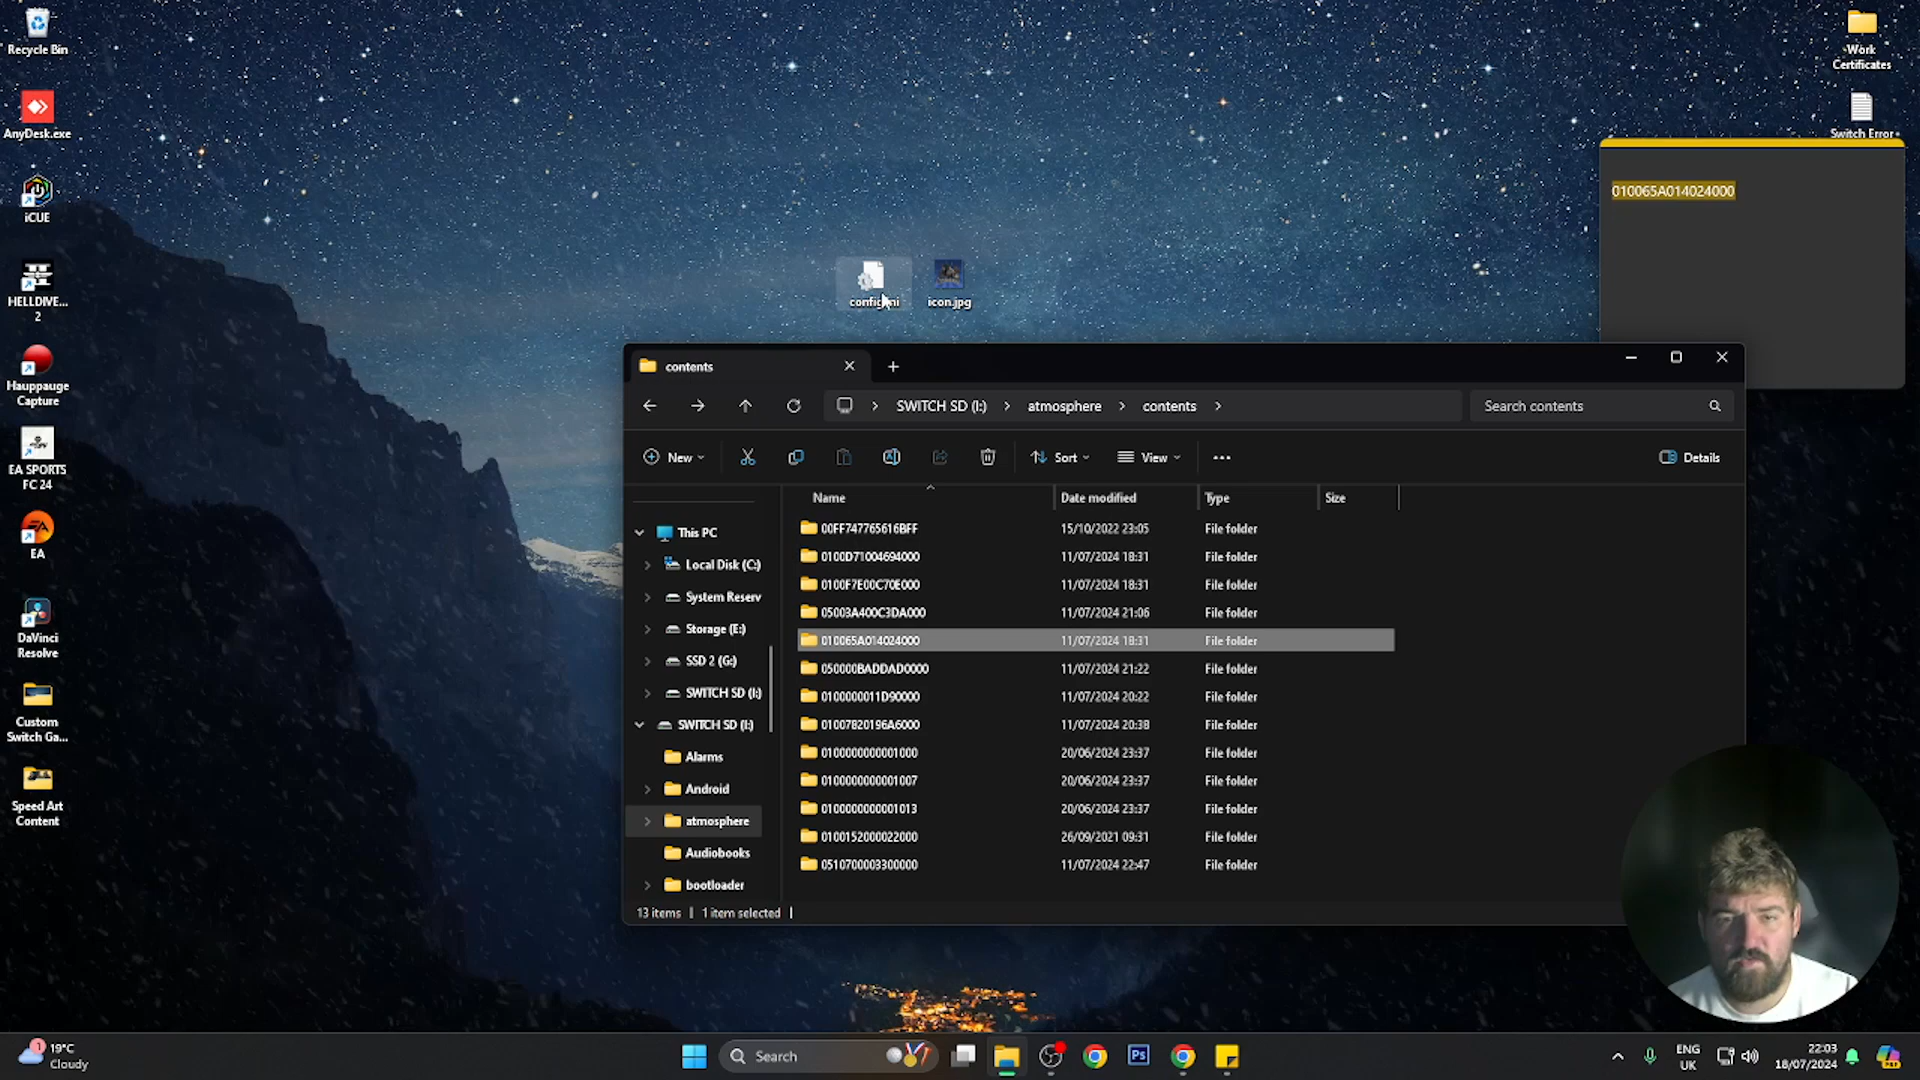 Recycle Bin
AnyDesk.exe
iCUE
HELLDIVE...
2
Hauppauge
Capture
EA SPORTS
FC 24
EA
DaVinci
Resolve
Custom
Switch Ga...
Speed Art
Content
icon.jpg
Work
Certificates
Switch Error
010065A014024000
contents
SWITCH SD (I:)
atmosphere
contents
Search contents
New
Sort
View
Details
Name
Date modified
Type
Size
This PC
Local Disk (C:)
System Reserv
Storage (E:)
SSD 2 (G:)
SWITCH SD (I:)
SWITCH SD (I:)
Alarms
Android
atmosphere
Audiobooks
bootloader
00FF747765616BFF 15/10/2022 23:05 File folder
0100D71004694000 11/07/2024 18:31 File folder
0100F7E00C70E000 11/07/2024 18:31 File folder
05003A400C3DA000 11/07/2024 21:06 File folder
010065A014024000 11/07/2024 18:31 File folder
050000BADDAD0000 11/07/2024 21:22 File folder
0100000011D90000 11/07/2024 20:22 File folder
01007820196A6000 11/07/2024 20:38 File folder
0100000000001000 20/06/2024 23:37 File folder
0100000000001007 20/06/2024 23:37 File folder
0100000000001013 20/06/2024 23:37 File folder
0100152000022000 26/09/2021 09:31 File folder
0510700003300000 11/07/2024 22:47 File folder
13 items
1 item selected
1
19°C
Cloudy
Search
Ps
ENG
UK
22:03
18/07/2024